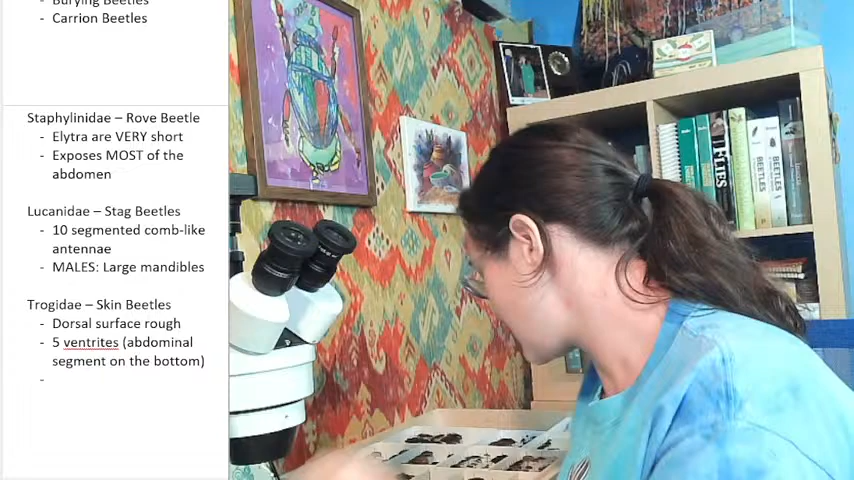 Burying Beetles
- Carrion Beetles
Staphylinidae – Rove Beetle
- Elytra are VERY short
- Exposes MOST of the
abdomen
Lucanidae – Stag Beetles
- 10 segmented comb-like
antennae
- MALES: Large mandibles
Trogidae – Skin Beetles
- Dorsal surface rough
- 5 ventrites (abdominal
segment on the bottom)
-
FLIES
BEETLES
BEETLES